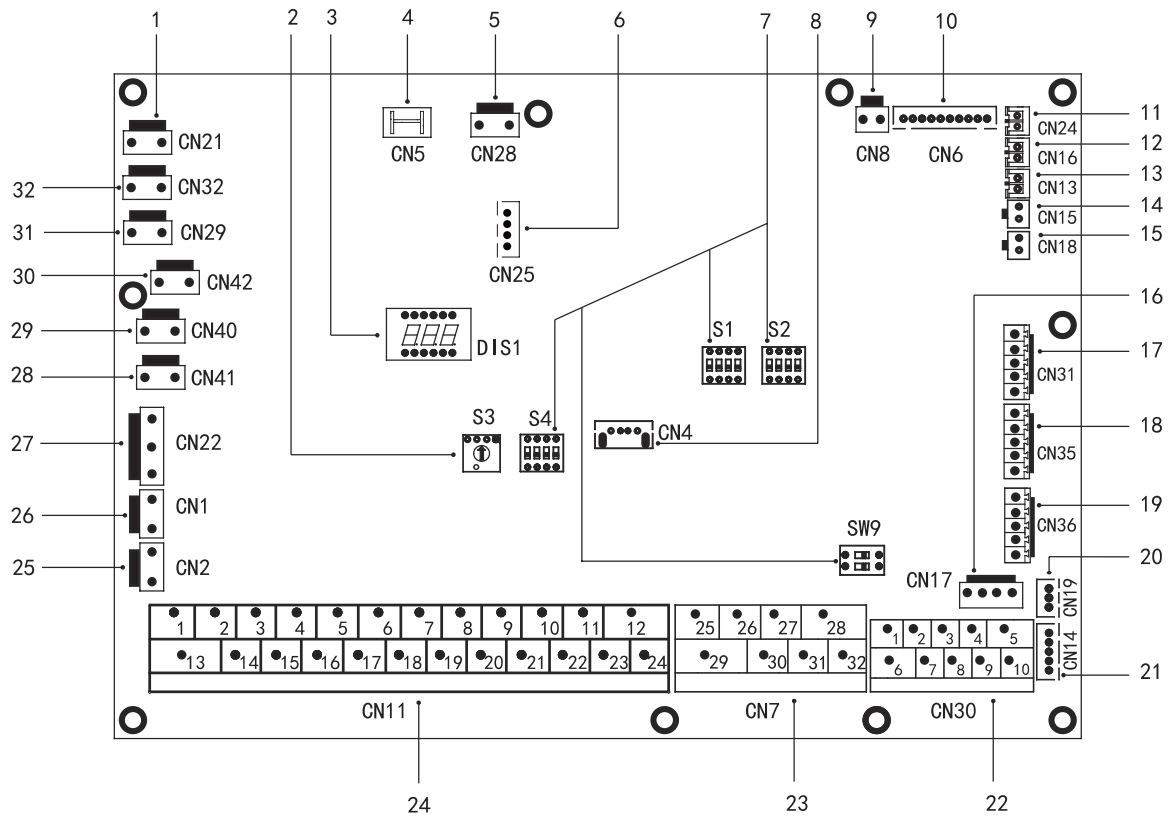 1 2 3 4 5 6 7 8 9 10
CN21 CN5 CN28 CN8 CN6 CN24 11
CN16 12
CN13 13
32 CN32 CN15 14
31 CN29 CN18 15
CN25
30 CN42 16
29 CN40 DIS1 S1 S2 CN31 17
28 CN41
27 CN22 S3 S4 CN4 CN35 18
26 CN1 CN36 19
SW9
25 CN2 CN17 CN19 20
1 2 3 4 5 6 7 8 9 10 11 12 25 26 27 28 1 2 3 4 5
13 14 15 16 17 18 19 20 21 22 23 24 29 30 31 32 6 7 8 9 10 CN14 21
CN11 CN7 CN30
24 23 22